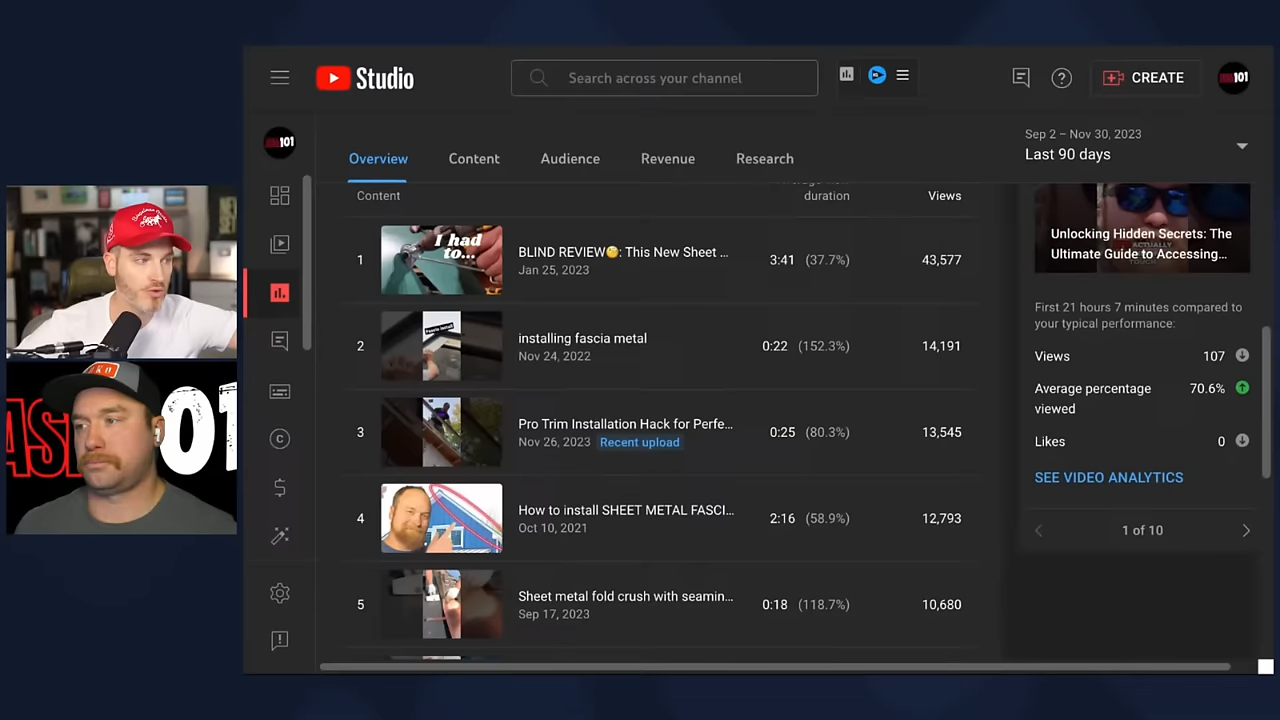 Studio
Search across your channel
CREATE
101
101
Overview
Content
Audience
Revenue
Research
Sep 2 – Nov 30, 2023
Last 90 days
Content
duration
Views
1
I had
to...
BLIND REVIEW🧐: This New Sheet ...
Jan 25, 2023
3:41 (37.7%)
43,577
2
installing fascia metal
Nov 24, 2022
0:22 (152.3%)
14,191
3
Pro Trim Installation Hack for Perfe...
Nov 26, 2023 Recent upload
0:25 (80.3%)
13,545
4
How to install SHEET METAL FASCI...
Oct 10, 2021
2:16 (58.9%)
12,793
5
Sheet metal fold crush with seamin...
Sep 17, 2023
0:18 (118.7%)
10,680
Unlocking Hidden Secrets: The
Ultimate Guide to Accessing...
ACTUALLY
First 21 hours 7 minutes compared to
your typical performance:
Views 107
Average percentage
viewed
70.6%
Likes 0
SEE VIDEO ANALYTICS
1 of 10